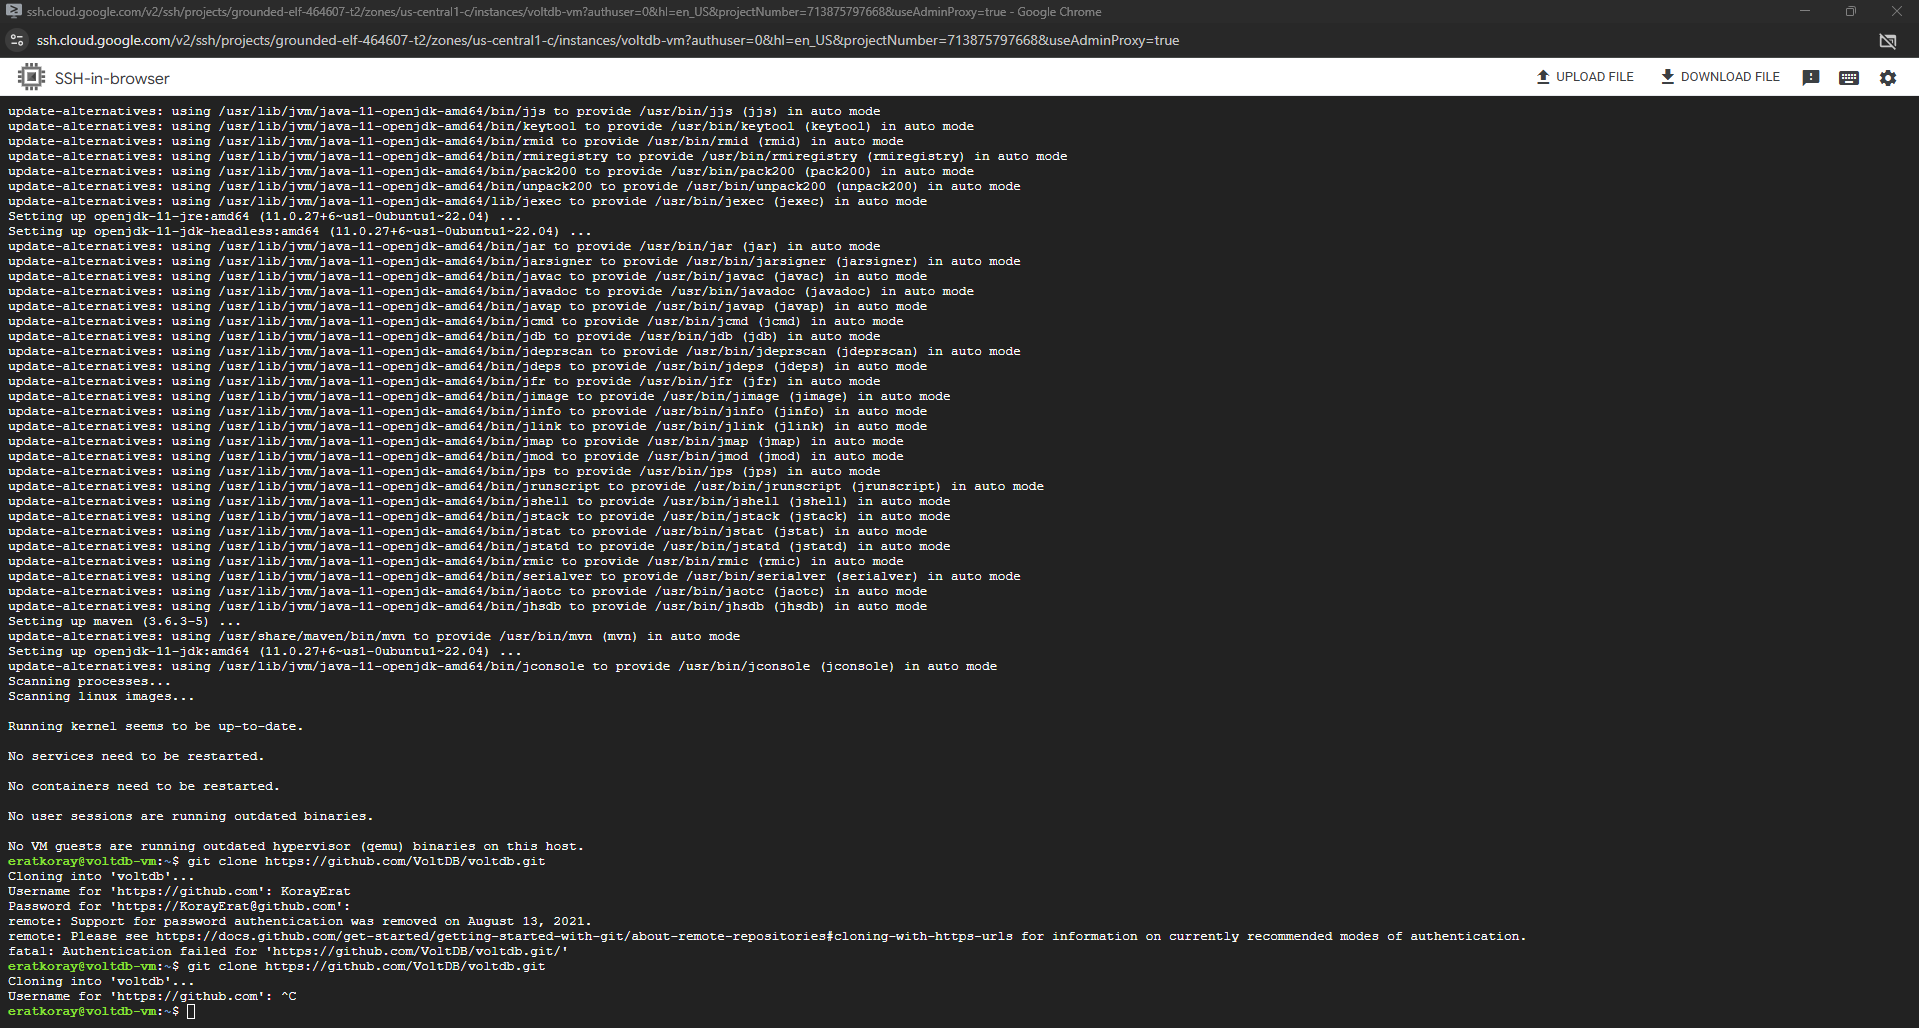 ssh.cloud.google.com/v2/ssh/projects/grounded-elf-464607-t2/zones/us-central1-c/instances/voltdb-vm?authuser=0&hl=en_US&projectNumber=713875797668&useAdminProxy=true - Google Chrome
ssh.cloud.google.com/v2/ssh/projects/grounded-elf-464607-t2/zones/us-central1-c/instances/voltdb-vm?authuser=0&hl=en_US&projectNumber=713875797668&useAdminProxy=true
SSH-in-browser UPLOAD FILE DOWNLOAD FILE
update-alternatives: using /usr/lib/jvm/java-11-openjdk-amd64/bin/jjs to provide /usr/bin/jjs (jjs) in auto mode
update-alternatives: using /usr/lib/jvm/java-11-openjdk-amd64/bin/keytool to provide /usr/bin/keytool (keytool) in auto mode
update-alternatives: using /usr/lib/jvm/java-11-openjdk-amd64/bin/rmid to provide /usr/bin/rmid (rmid) in auto mode
update-alternatives: using /usr/lib/jvm/java-11-openjdk-amd64/bin/rmiregistry to provide /usr/bin/rmiregistry (rmiregistry) in auto mode
update-alternatives: using /usr/lib/jvm/java-11-openjdk-amd64/bin/pack200 to provide /usr/bin/pack200 (pack200) in auto mode
update-alternatives: using /usr/lib/jvm/java-11-openjdk-amd64/bin/unpack200 to provide /usr/bin/unpack200 (unpack200) in auto mode
update-alternatives: using /usr/lib/jvm/java-11-openjdk-amd64/lib/jexec to provide /usr/bin/jexec (jexec) in auto mode
Setting up openjdk-11-jre:amd64 (11.0.27+6~us1-0ubuntu1~22.04) ...
Setting up openjdk-11-jdk-headless:amd64 (11.0.27+6~us1-0ubuntu1~22.04) ...
update-alternatives: using /usr/lib/jvm/java-11-openjdk-amd64/bin/jar to provide /usr/bin/jar (jar) in auto mode
update-alternatives: using /usr/lib/jvm/java-11-openjdk-amd64/bin/jarsigner to provide /usr/bin/jarsigner (jarsigner) in auto mode
update-alternatives: using /usr/lib/jvm/java-11-openjdk-amd64/bin/javac to provide /usr/bin/javac (javac) in auto mode
update-alternatives: using /usr/lib/jvm/java-11-openjdk-amd64/bin/javadoc to provide /usr/bin/javadoc (javadoc) in auto mode
update-alternatives: using /usr/lib/jvm/java-11-openjdk-amd64/bin/javap to provide /usr/bin/javap (javap) in auto mode
update-alternatives: using /usr/lib/jvm/java-11-openjdk-amd64/bin/jcmd to provide /usr/bin/jcmd (jcmd) in auto mode
update-alternatives: using /usr/lib/jvm/java-11-openjdk-amd64/bin/jdb to provide /usr/bin/jdb (jdb) in auto mode
update-alternatives: using /usr/lib/jvm/java-11-openjdk-amd64/bin/jdeprscan to provide /usr/bin/jdeprscan (jdeprscan) in auto mode
update-alternatives: using /usr/lib/jvm/java-11-openjdk-amd64/bin/jdeps to provide /usr/bin/jdeps (jdeps) in auto mode
update-alternatives: using /usr/lib/jvm/java-11-openjdk-amd64/bin/jfr to provide /usr/bin/jfr (jfr) in auto mode
update-alternatives: using /usr/lib/jvm/java-11-openjdk-amd64/bin/jimage to provide /usr/bin/jimage (jimage) in auto mode
update-alternatives: using /usr/lib/jvm/java-11-openjdk-amd64/bin/jinfo to provide /usr/bin/jinfo (jinfo) in auto mode
update-alternatives: using /usr/lib/jvm/java-11-openjdk-amd64/bin/jlink to provide /usr/bin/jlink (jlink) in auto mode
update-alternatives: using /usr/lib/jvm/java-11-openjdk-amd64/bin/jmap to provide /usr/bin/jmap (jmap) in auto mode
update-alternatives: using /usr/lib/jvm/java-11-openjdk-amd64/bin/jmod to provide /usr/bin/jmod (jmod) in auto mode
update-alternatives: using /usr/lib/jvm/java-11-openjdk-amd64/bin/jps to provide /usr/bin/jps (jps) in auto mode
update-alternatives: using /usr/lib/jvm/java-11-openjdk-amd64/bin/jrunscript to provide /usr/bin/jrunscript (jrunscript) in auto mode
update-alternatives: using /usr/lib/jvm/java-11-openjdk-amd64/bin/jshell to provide /usr/bin/jshell (jshell) in auto mode
update-alternatives: using /usr/lib/jvm/java-11-openjdk-amd64/bin/jstack to provide /usr/bin/jstack (jstack) in auto mode
update-alternatives: using /usr/lib/jvm/java-11-openjdk-amd64/bin/jstat to provide /usr/bin/jstat (jstat) in auto mode
update-alternatives: using /usr/lib/jvm/java-11-openjdk-amd64/bin/jstatd to provide /usr/bin/jstatd (jstatd) in auto mode
update-alternatives: using /usr/lib/jvm/java-11-openjdk-amd64/bin/rmic to provide /usr/bin/rmic (rmic) in auto mode
update-alternatives: using /usr/lib/jvm/java-11-openjdk-amd64/bin/serialver to provide /usr/bin/serialver (serialver) in auto mode
update-alternatives: using /usr/lib/jvm/java-11-openjdk-amd64/bin/jaotc to provide /usr/bin/jaotc (jaotc) in auto mode
update-alternatives: using /usr/lib/jvm/java-11-openjdk-amd64/bin/jhsdb to provide /usr/bin/jhsdb (jhsdb) in auto mode
Setting up maven (3.6.3-5) ...
update-alternatives: using /usr/share/maven/bin/mvn to provide /usr/bin/mvn (mvn) in auto mode
Setting up openjdk-11-jdk:amd64 (11.0.27+6~us1-0ubuntu1~22.04) ...
update-alternatives: using /usr/lib/jvm/java-11-openjdk-amd64/bin/jconsole to provide /usr/bin/jconsole (jconsole) in auto mode
Scanning processes...
Scanning linux images...
Running kernel seems to be up-to-date.
No services need to be restarted.
No containers need to be restarted.
No user sessions are running outdated binaries.
No VM guests are running outdated hypervisor (qemu) binaries on this host.
eratkoray@voltdb-vm:~$ git clone https://github.com/VoltDB/voltdb.git
Cloning into 'voltdb'...
Username for 'https://github.com': KorayErat
Password for 'https://KorayErat@github.com':
remote: Support for password authentication was removed on August 13, 2021.
remote: Please see https://docs.github.com/get-started/getting-started-with-git/about-remote-repositories#cloning-with-https-urls for information on currently recommended modes of authentication.
fatal: Authentication failed for 'https://github.com/VoltDB/voltdb.git/'
eratkoray@voltdb-vm:~$ git clone https://github.com/VoltDB/voltdb.git
Cloning into 'voltdb'...
Username for 'https://github.com': ^C
eratkoray@voltdb-vm:~$